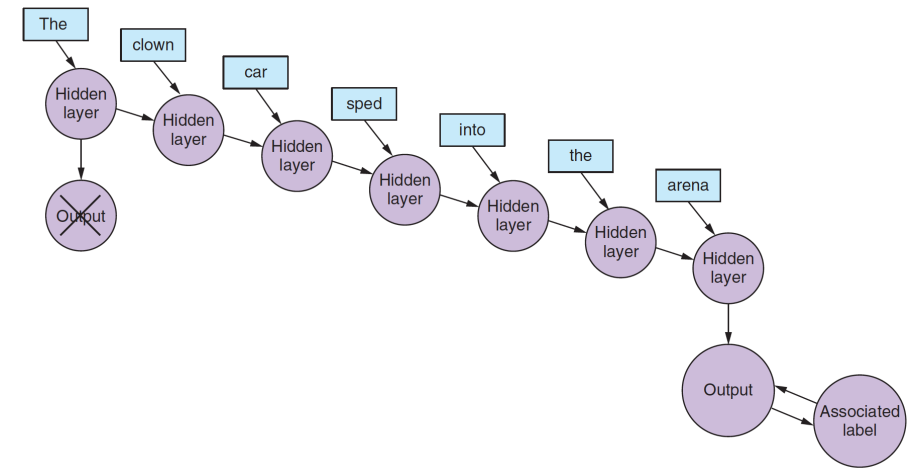 The
clown
car
sped
into
the
arena
Hidden
layer
Hidden
layer
Hidden
layer
Hidden
layer
Hidden
layer
Hidden
layer
Hidden
layer
Output
Output
Associated
label